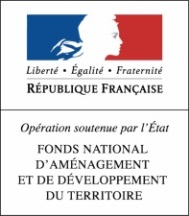 Liberté • Égalité • Fraternité
RÉPUBLIQUE FRANÇAISE
Opération soutenue par l'État
FONDS NATIONAL
D'AMÉNAGEMENT
ET DE DÉVELOPPEMENT
DU TERRITOIRE